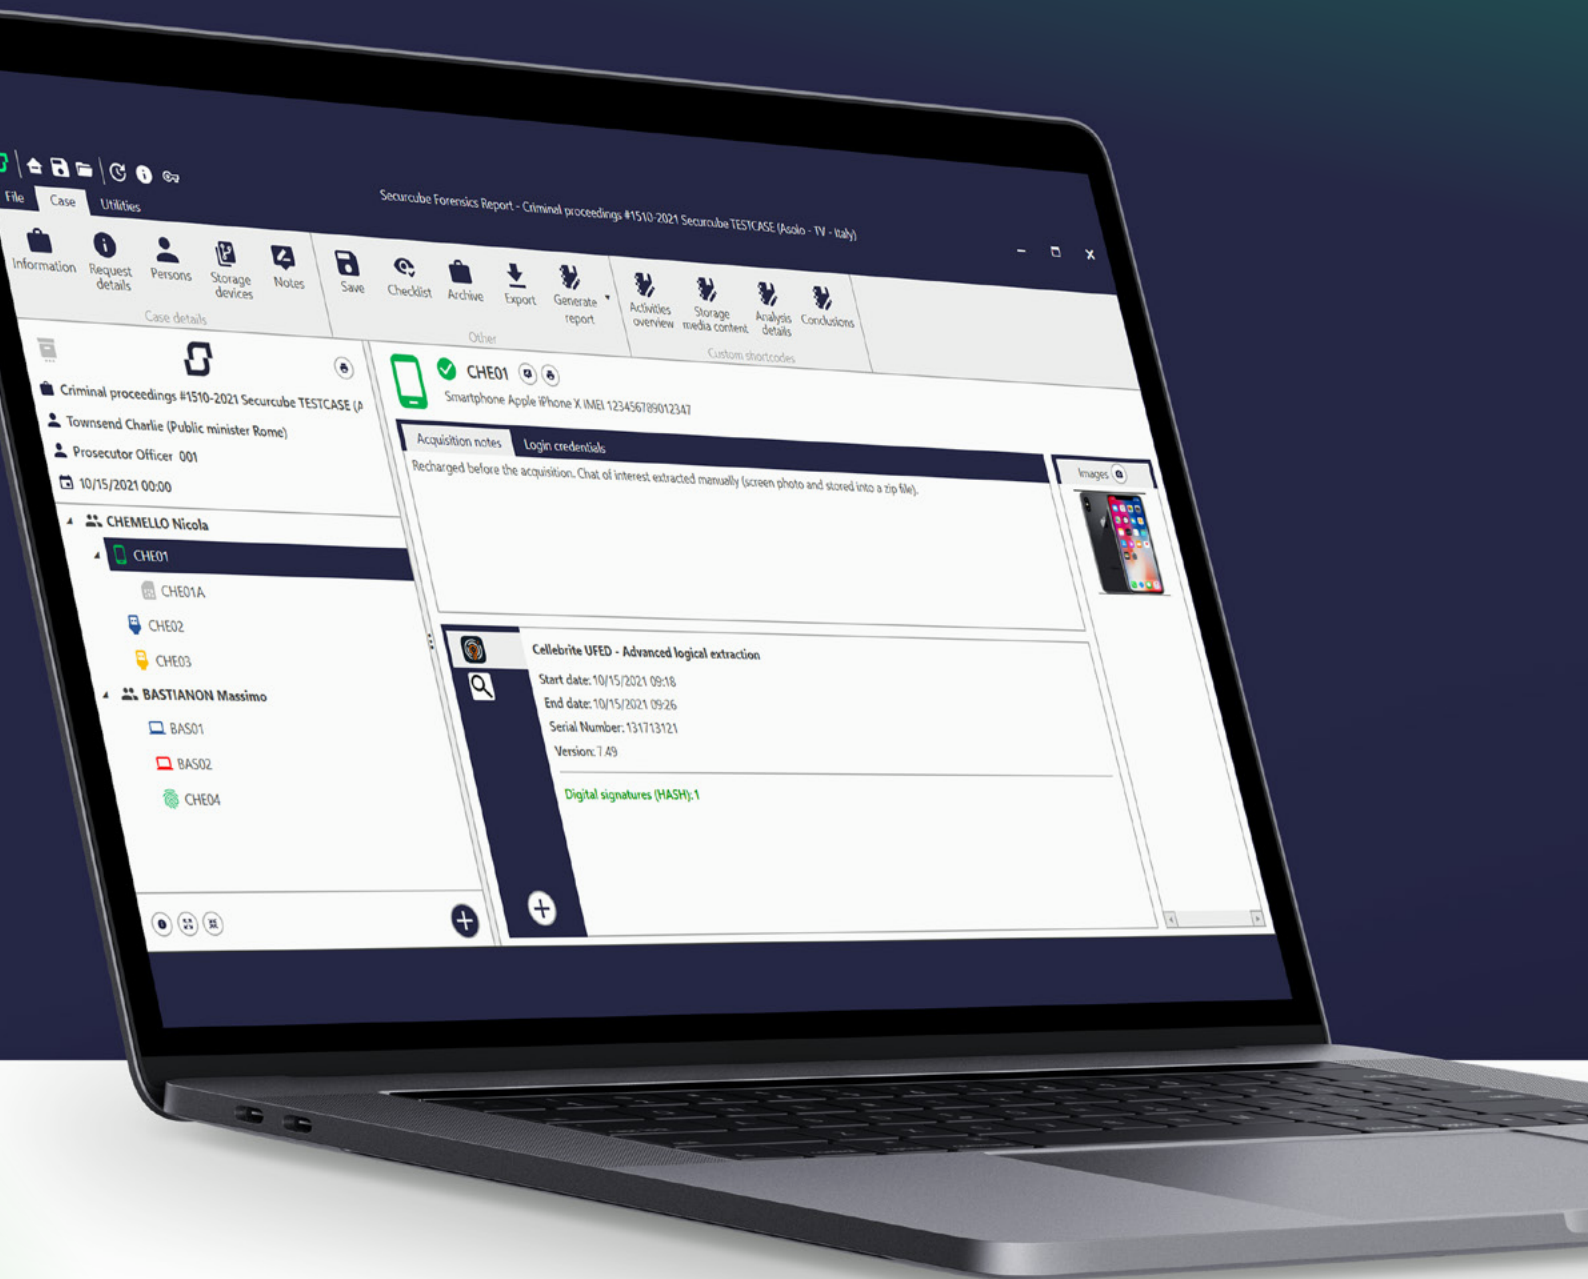 Securcube Forensics Report - Criminal proceedings #1510-2021 Securcube TESTCASE (Asolo - TV - Italy)
File Case Utilities
Information
Request details
Persons
Storage devices
Notes
Case details
Save
Checklist
Archive
Export
Generate report
Other
Activities overview
Storage media content
Analysis details
Conclusions
Custom shortcodes
Criminal proceedings #1510-2021 Securcube TESTCASE (A
Townsend Charlie (Public minister Rome)
Prosecutor Officer 001
10/15/2021 00:00
CHEMELLO Nicola
CHE01
CHE01A
CHE02
CHE03
BASTIANON Massimo
BAS01
BAS02
CHE04
CHE01
Smartphone Apple iPhone X IMEI 123456789012347
Acquisition notes Login credentials
Recharged before the acquisition. Chat of interest extracted manually (screen photo and stored into a zip file).
Images
Cellebrite UFED - Advanced logical extraction
Start date: 10/15/2021 09:18
End date: 10/15/2021 09:26
Serial Number: 131713121
Version: 7.49
Digital signatures (HASH): 1